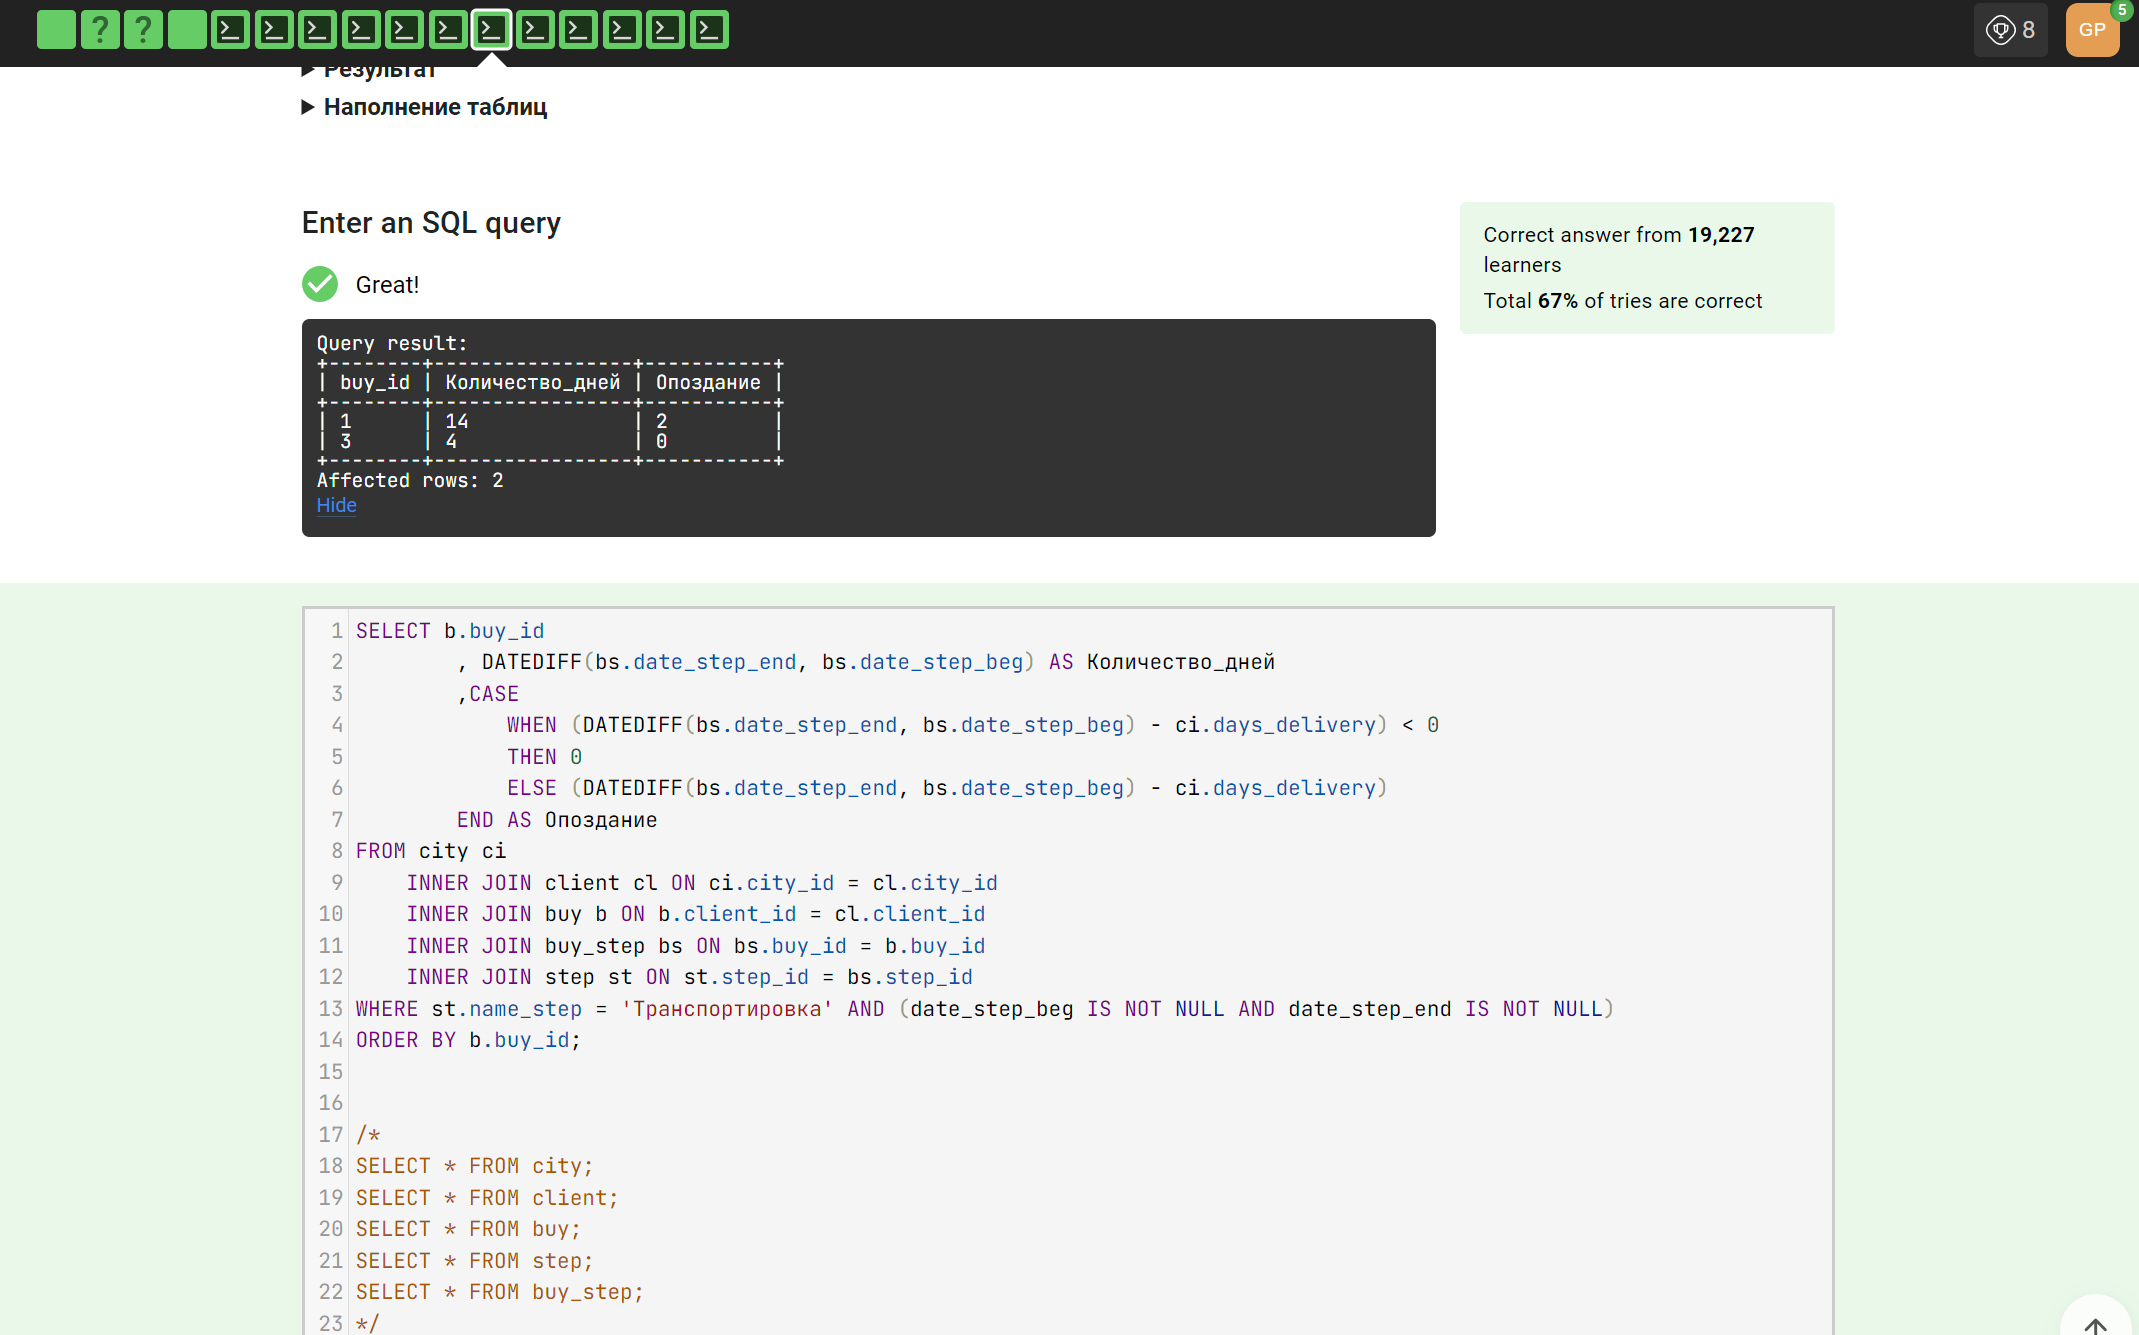 ? ?
8
GP
5
Результат
Наполнение таблиц
Enter an SQL query
Great!
Correct answer from 19,227
learners
Total 67% of tries are correct
Query result:
+--------+-----------------+-----------+
| buy_id | Количество_дней | Опоздание |
+--------+-----------------+-----------+
| 1      | 14              | 2         |
| 3      | 4               | 0         |
+--------+-----------------+-----------+
Affected rows: 2
Hide
1 SELECT b.buy_id
2         , DATEDIFF(bs.date_step_end, bs.date_step_beg) AS Количество_дней
3         ,CASE
4             WHEN (DATEDIFF(bs.date_step_end, bs.date_step_beg) - ci.days_delivery) < 0
5             THEN 0
6             ELSE (DATEDIFF(bs.date_step_end, bs.date_step_beg) - ci.days_delivery)
7         END AS Опоздание
8 FROM city ci
9     INNER JOIN client cl ON ci.city_id = cl.city_id
10     INNER JOIN buy b ON b.client_id = cl.client_id
11     INNER JOIN buy_step bs ON bs.buy_id = b.buy_id
12     INNER JOIN step st ON st.step_id = bs.step_id
13 WHERE st.name_step = 'Транспортировка' AND (date_step_beg IS NOT NULL AND date_step_end IS NOT NULL)
14 ORDER BY b.buy_id;
15
16
17 /*
18 SELECT * FROM city;
19 SELECT * FROM client;
20 SELECT * FROM buy;
21 SELECT * FROM step;
22 SELECT * FROM buy_step;
23 */